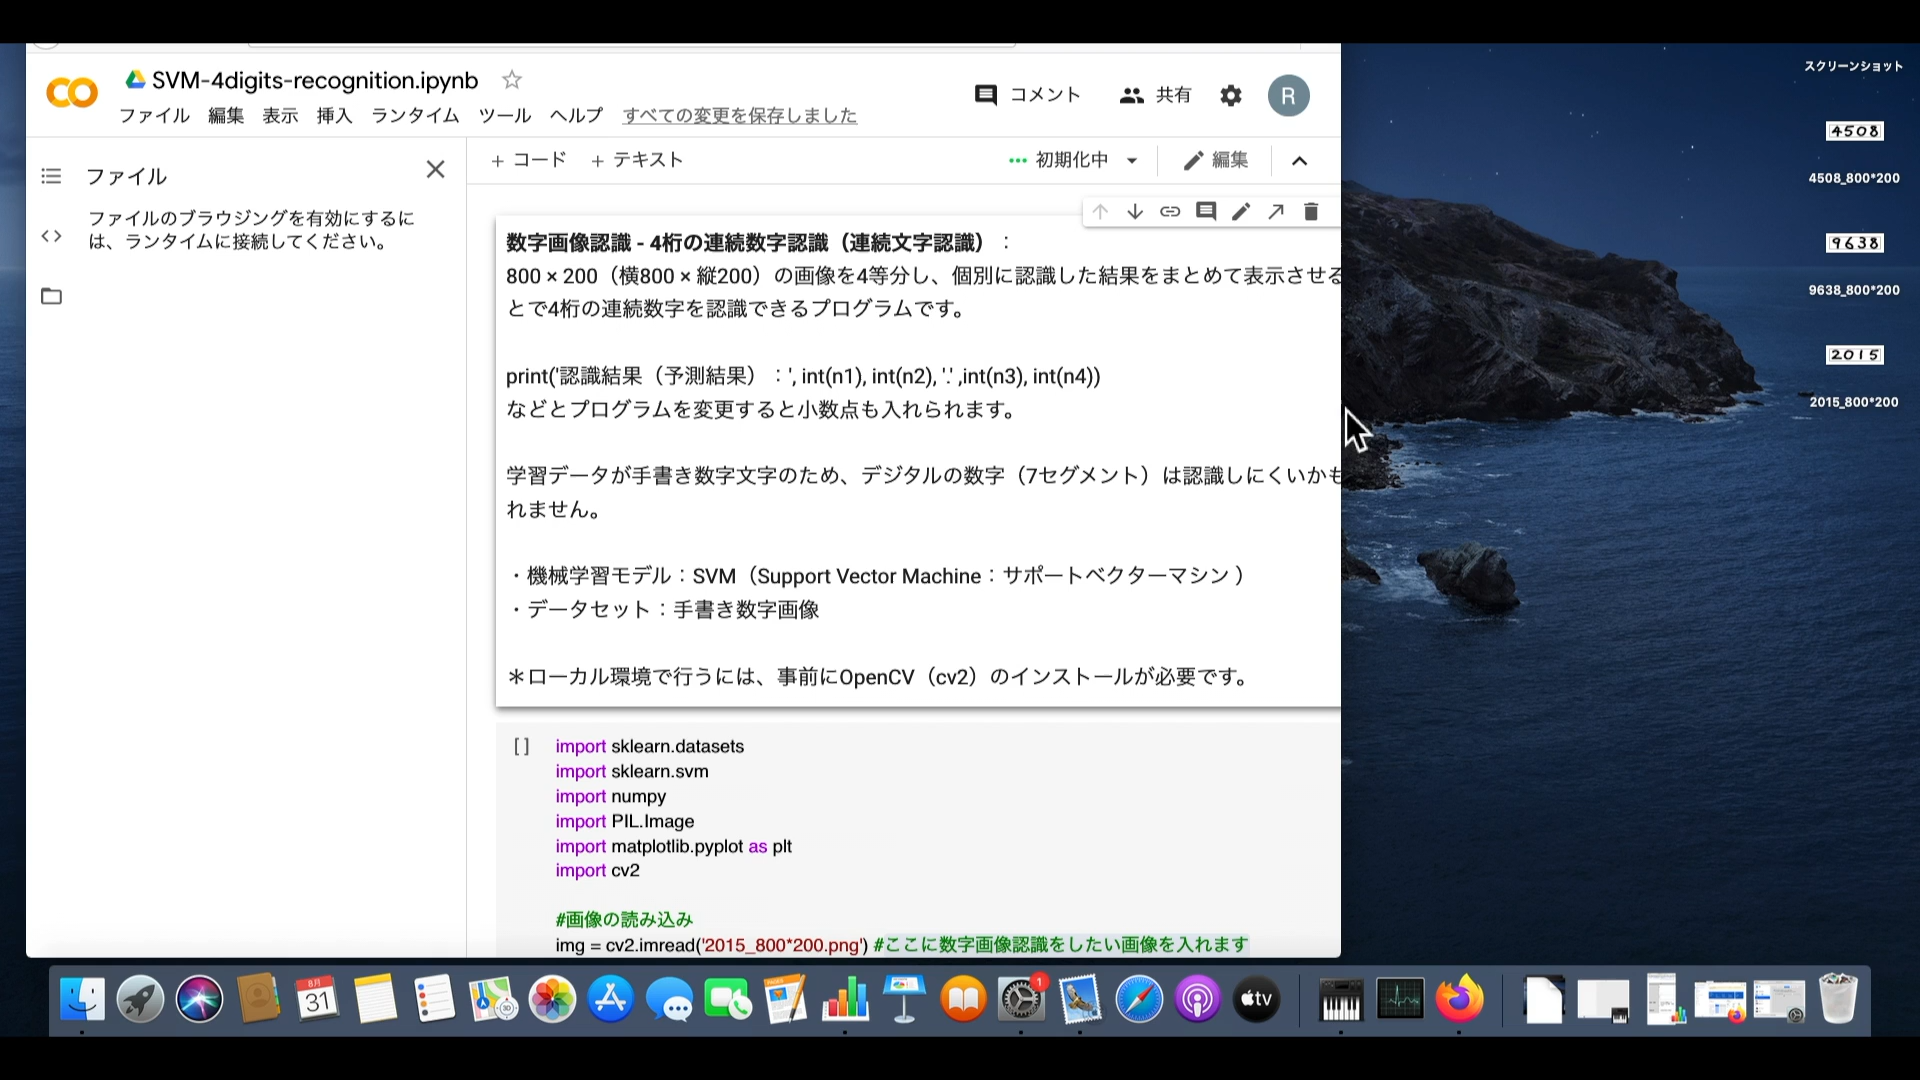 SVM-4digits-recognition.ipynb
ファイル 編集 表示 挿入 ランタイム ツール ヘルプ すべての変更を保存しました
コメント 共有 R
ファイル
ファイルのブラウジングを有効にするに
は、ランタイムに接続してください。
+ コード + テキスト
初期化中 編集
数字画像認識 - 4桁の連続数字認識（連続文字認識）：
800 × 200（横800 × 縦200）の画像を4等分し、個別に認識した結果をまとめて表示させる
とで4桁の連続数字を認識できるプログラムです。
print('認識結果（予測結果）：', int(n1), int(n2), '.' ,int(n3), int(n4))
などとプログラムを変更すると小数点も入れられます。
学習データが手書き数字文字のため、デジタルの数字（7セグメント）は認識しにくいかも
れません。
・機械学習モデル：SVM（Support Vector Machine：サポートベクターマシン ）
・データセット：手書き数字画像
＊ローカル環境で行うには、事前にOpenCV（cv2）のインストールが必要です。
[ ] import sklearn.datasets
import sklearn.svm
import numpy
import PIL.Image
import matplotlib.pyplot as plt
import cv2
#画像の読み込み
img = cv2.imread('2015_800*200.png') #ここに数字画像認識をしたい画像を入れます
スクリーンショット
4508
4508_800*200
9638
9638_800*200
2015
2015_800*200
8月
31
3D
1
tv